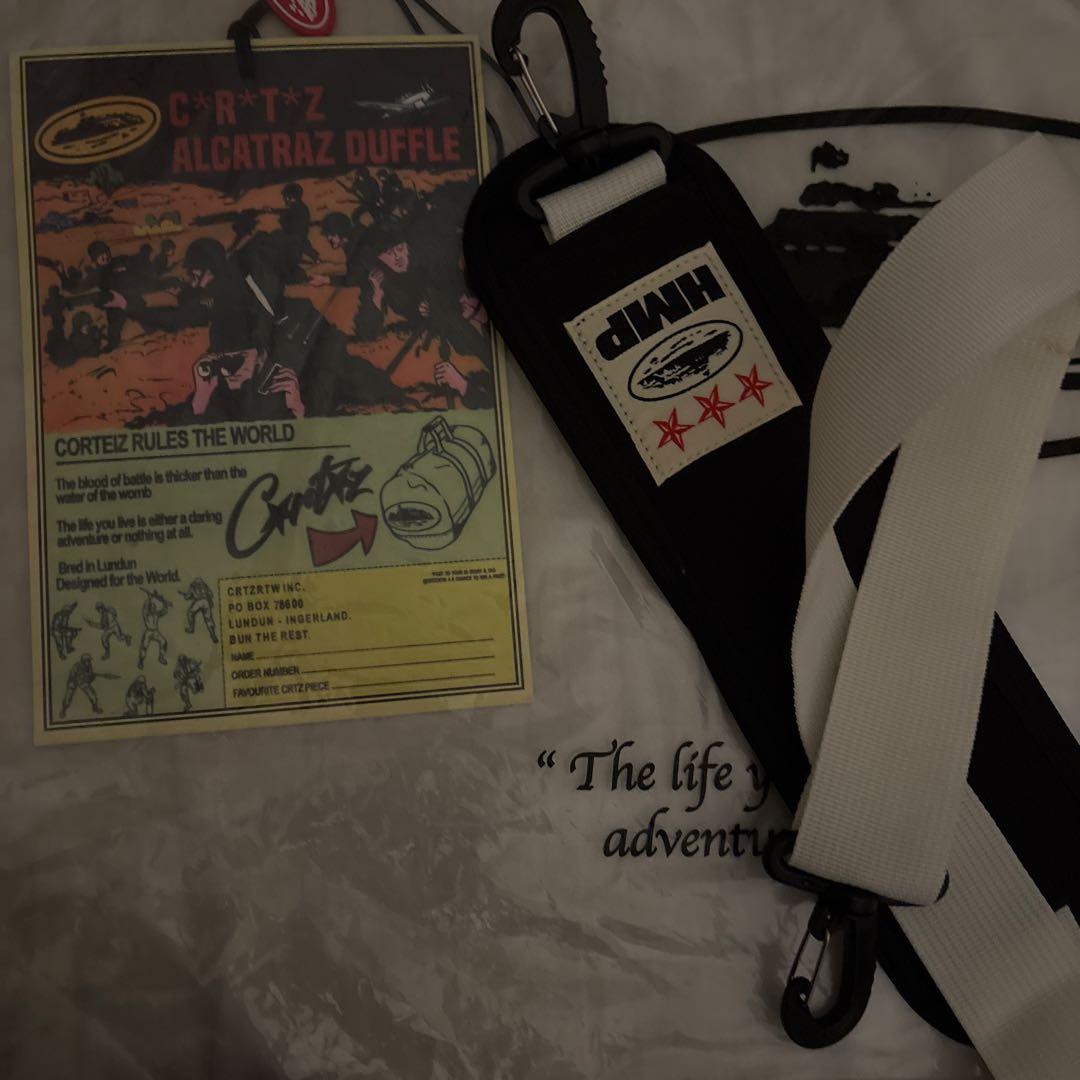 C*R*T*Z
ALCATRAZ DUFFLE
CORTEIZ RULES THE WORLD
The blood of battle is thicker than the
water of the womb
The life you live is either a daring
adventure or nothing at all.
Bred in Lundun
Designed for the World.
Corteiz
CRTZRTW INC.
PO BOX 78600
LUNDUN - INGERLAND.
BUN THE REST.
NAME
ORDER NUMBER
FAVOURITE CRTZ PIECE
HMP
“ The life y
adventu